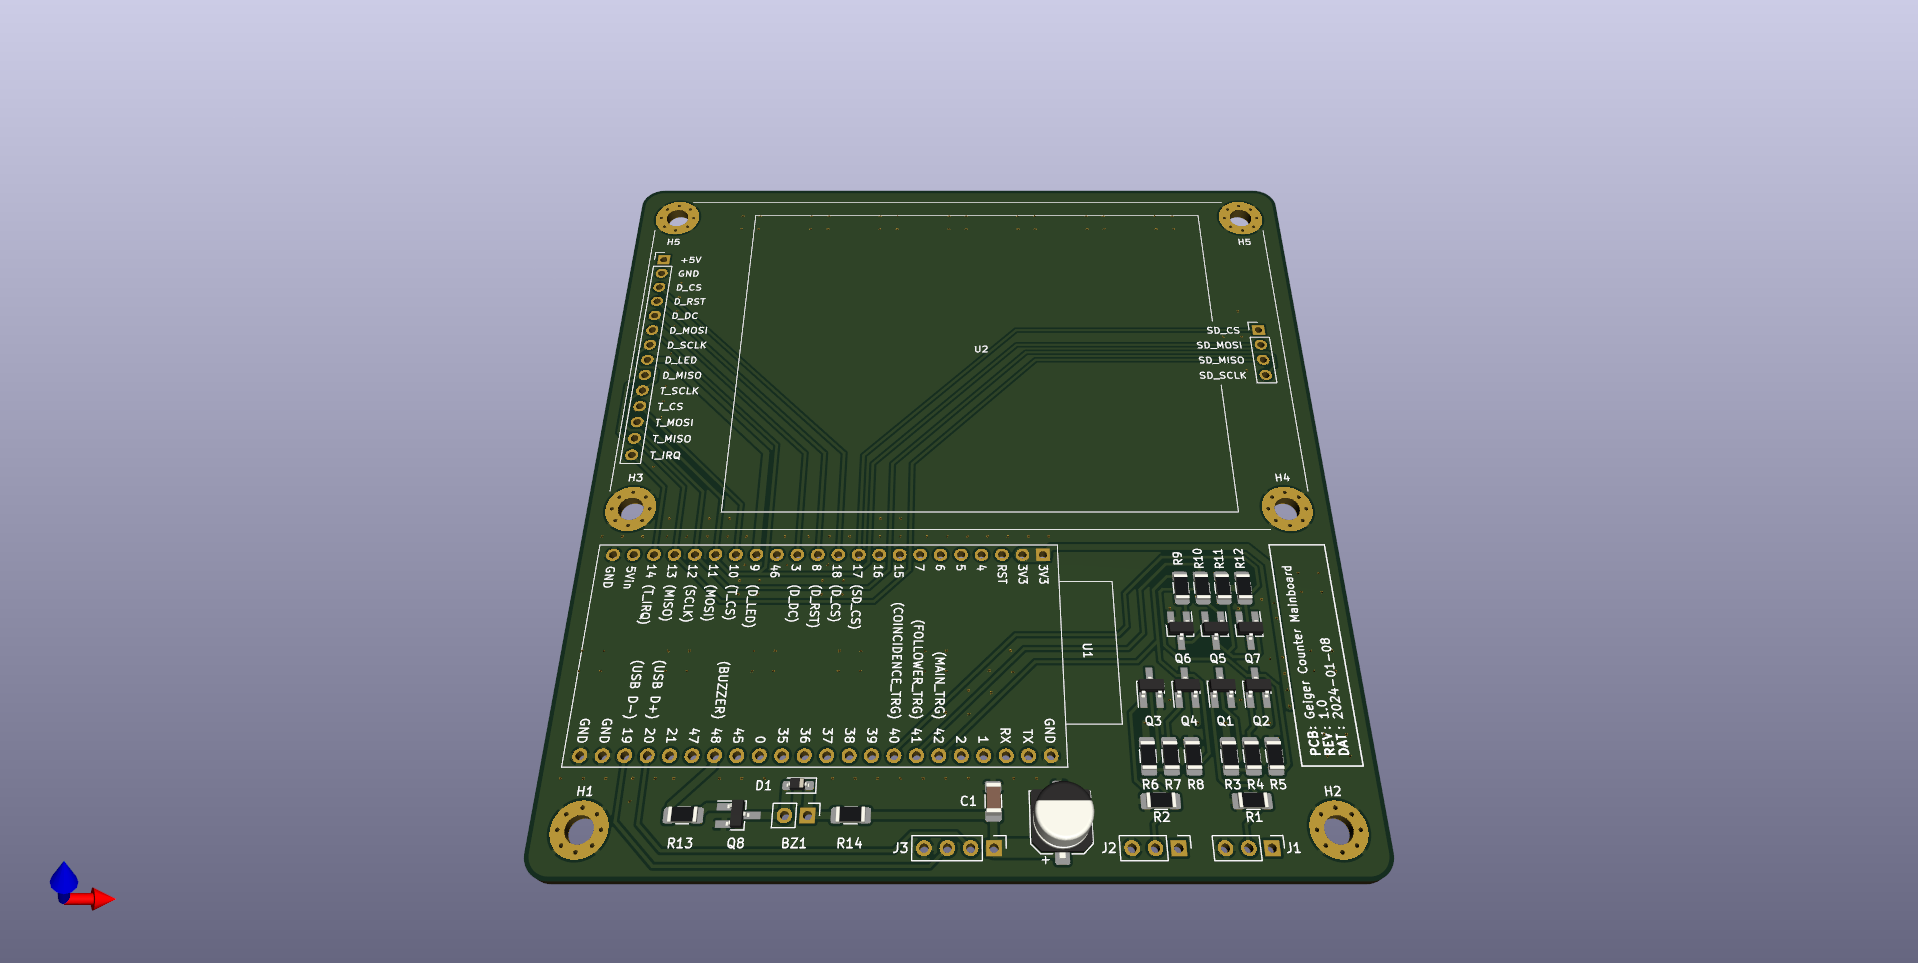 H5
H5
+5V
GND
D_CS
D_RST
D_DC
D_MOSI
D_SCLK
D_LED
D_MISO
T_SCLK
T_CS
T_MOSI
T_MISO
T_IRQ
U2
SD_CS
SD_MOSI
SD_MISO
SD_SCLK
H3
H4
GND
5Vin
14 (T_IRQ)
13 (MISO)
12 (SCLK)
11 (MOSI)
10 (T_CS)
9 (D_LED)
46
3 (D_DC)
8 (D_RST)
18 (D_CS)
17 (SD_CS)
16
15
7
6
5
4
RST
3V3
3V3
U1
GND
GND
19 (USB D-)
20 (USB D+)
21
47
48 (BUZZER)
45
0
35
36
37
38
39
40 (COINCIDENCE_TRG)
41 (FOLLOWER_TRG)
42 (MAIN_TRG)
2
1
RX
TX
GND
R9
R10
R11
R12
Q6
Q5
Q7
Q3
Q4
Q1
Q2
R6
R7
R8
R3
R4
R5
R2
R1
PCB: Geiger Counter Mainboard
REV: 1.0
DAT: 2024-01-08
H1
H2
D1
C1
R13
Q8
BZ1
R14
J3
+
J2
J1